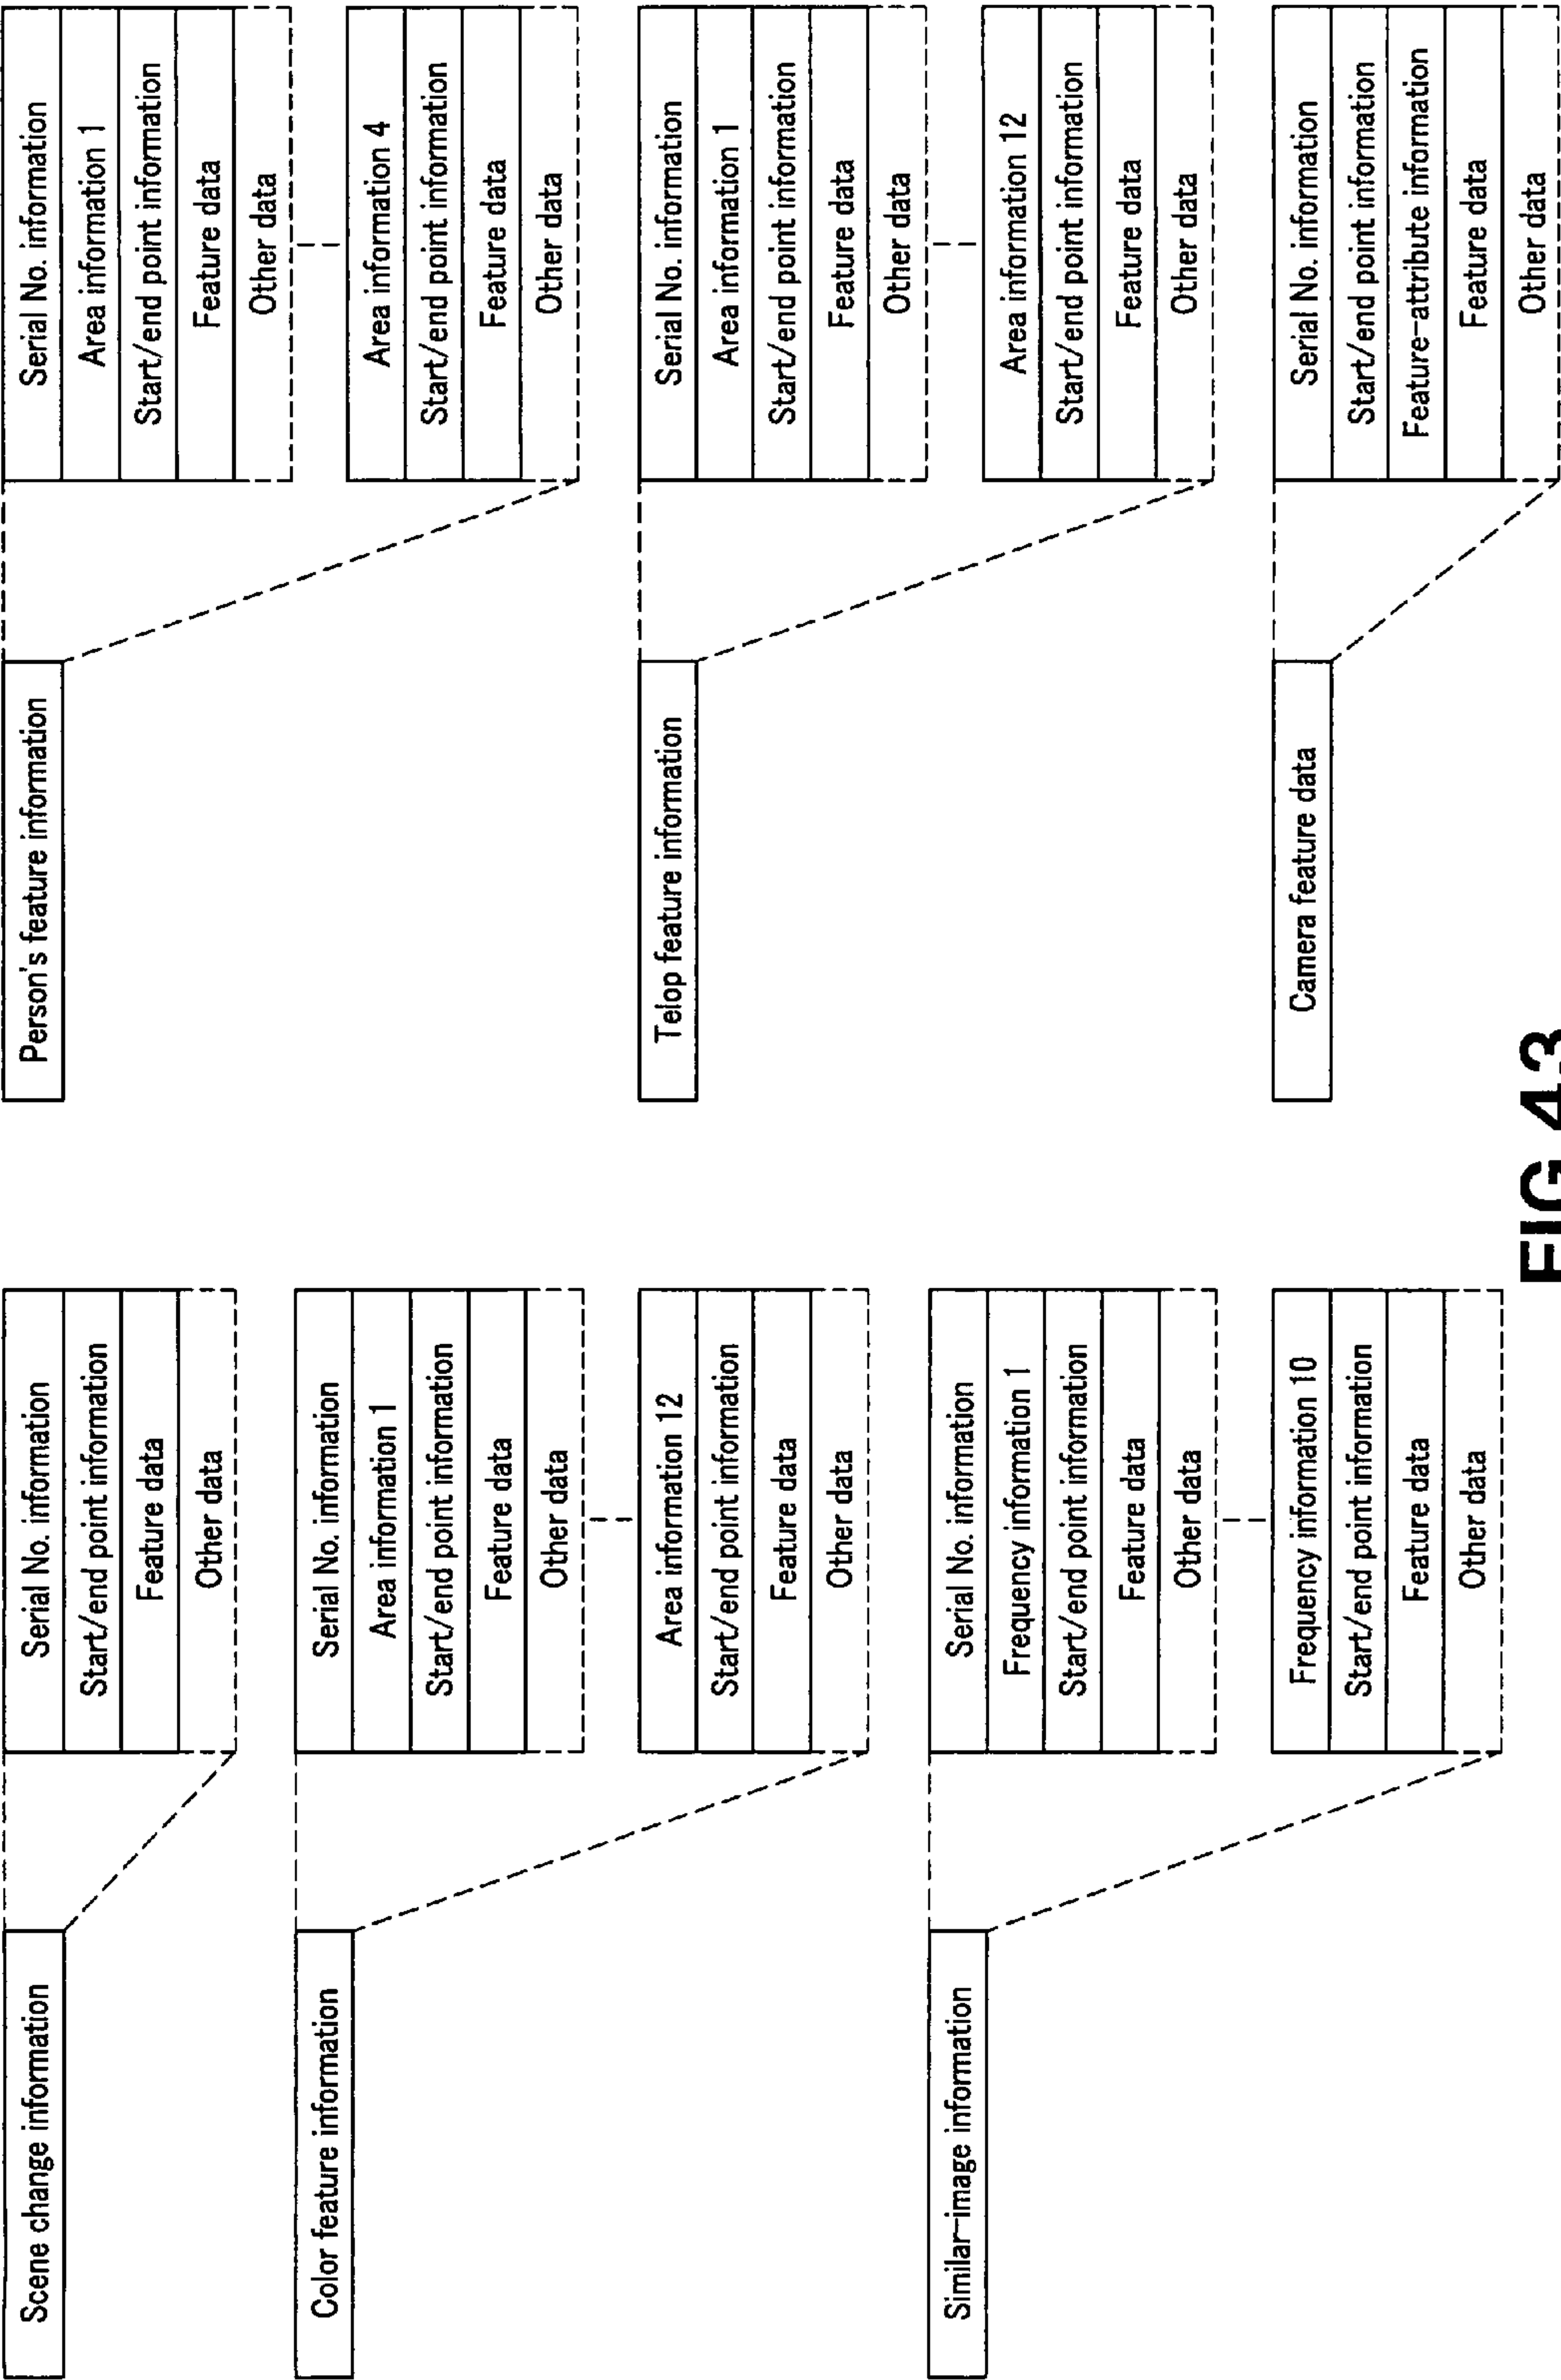 Scene change information
Serial No. information
Start/end point information
Feature data
Other data
Color feature information
Serial No. information
Area information 1
Start/end point information
Feature data
Other data
Area information 12
Start/end point information
Feature data
Other data
Similar-image information
Serial No. information
Frequency information 1
Start/end point information
Feature data
Other data
Frequency information 10
Start/end point information
Feature data
Other data
Person's feature information
Serial No. information
Area information 1
Start/end point information
Feature data
Other data
Area information 4
Start/end point information
Feature data
Other data
Telop feature information
Serial No. information
Area information 1
Start/end point information
Feature data
Other data
Area information 12
Start/end point information
Feature data
Other data
Camera feature data
Serial No. information
Start/end point information
Feature-attribute information
Feature data
Other data
FIG. 43